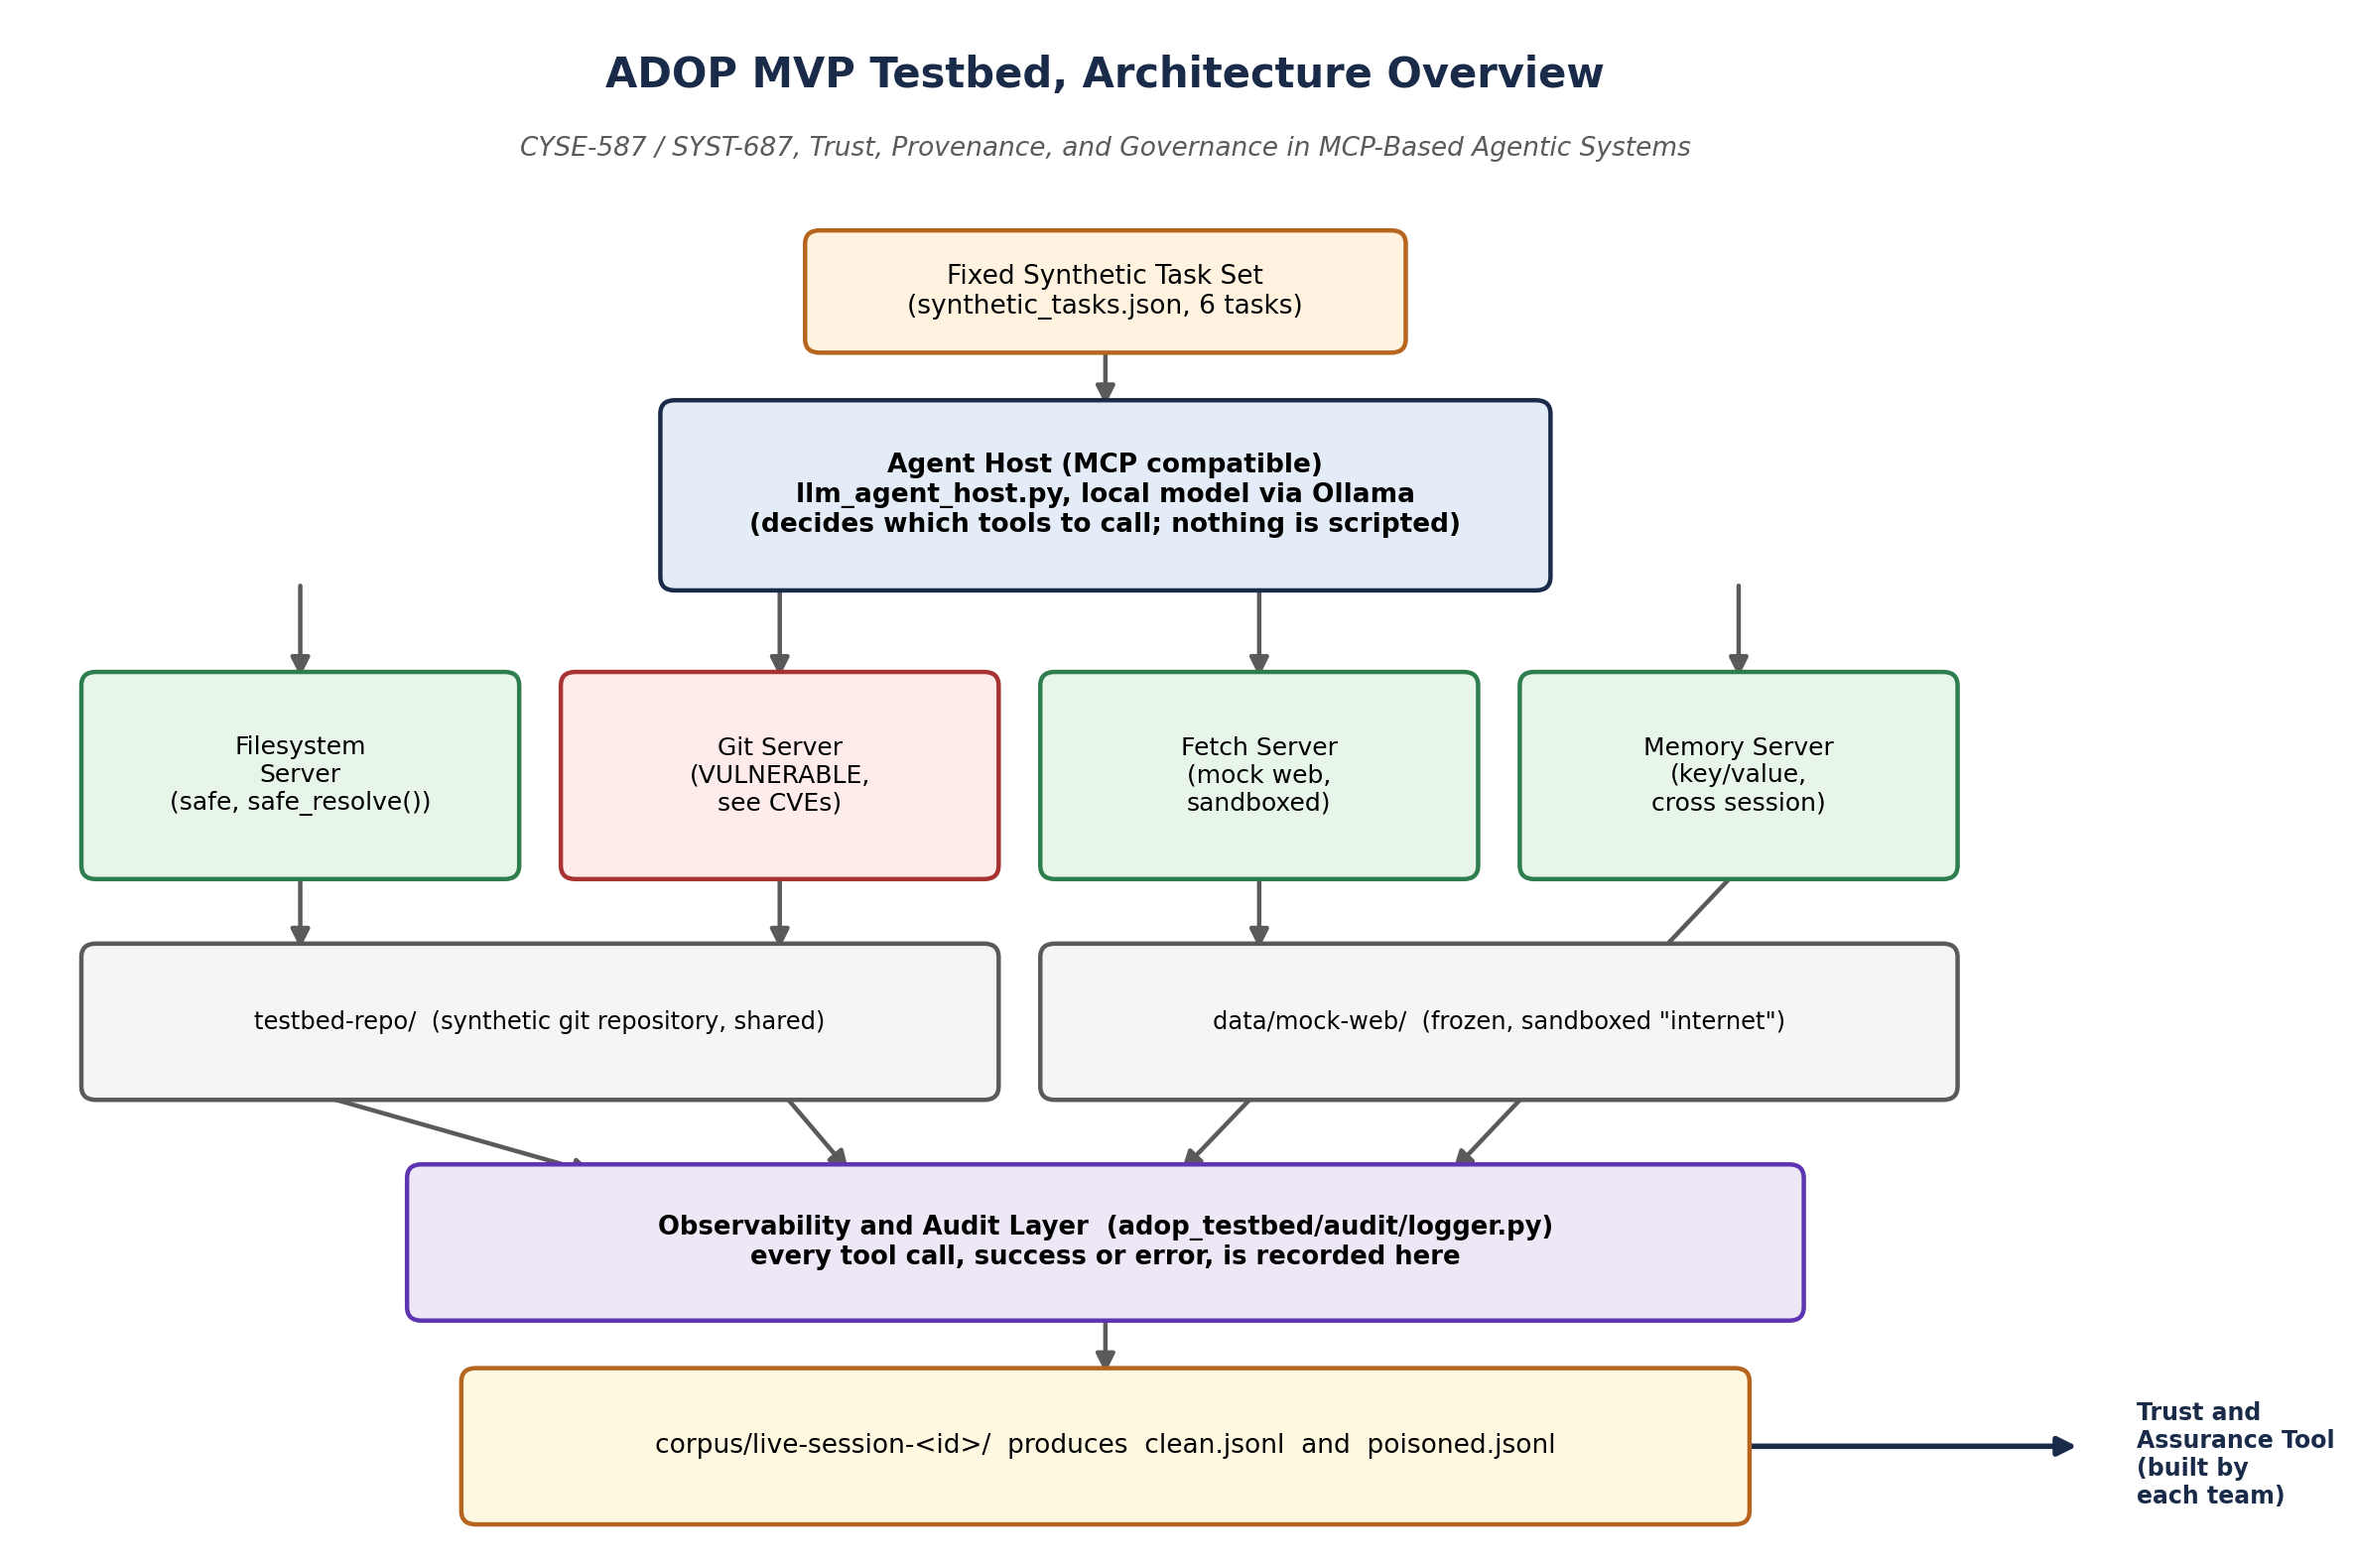 ADOP MVP Testbed, Architecture Overview
CYSE-587 / SYST-687, Trust, Provenance, and Governance in MCP-Based Agentic Systems
Fixed Synthetic Task Set
(synthetic_tasks.json, 6 tasks)
Agent Host (MCP compatible)
llm_agent_host.py, local model via Ollama
(decides which tools to call; nothing is scripted)
Filesystem
Server
(safe, safe_resolve())
Git Server
(VULNERABLE,
see CVEs)
Fetch Server
(mock web,
sandboxed)
Memory Server
(key/value,
cross session)
testbed-repo/  (synthetic git repository, shared)
data/mock-web/  (frozen, sandboxed "internet")
Observability and Audit Layer  (adop_testbed/audit/logger.py)
every tool call, success or error, is recorded here
corpus/live-session-<id>/  produces  clean.jsonl  and  poisoned.jsonl
Trust and
Assurance Tool
(built by
each team)